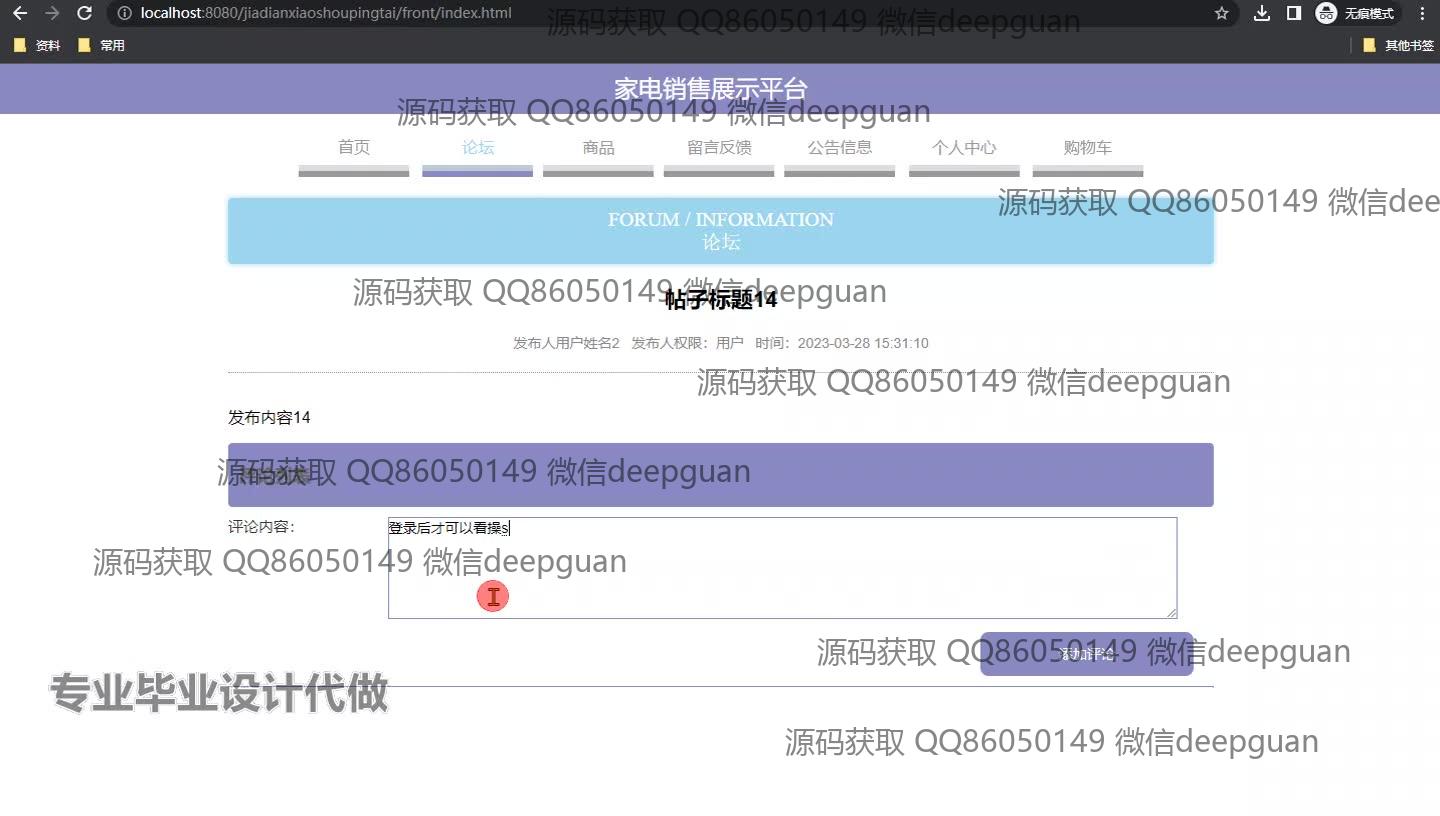 localhost:8080/jiadianxiaoshoupingtai/front/index.html
无痕模式
源码获取 QQ86050149 微信deepguan
资料
常用
其他书签
家电销售展示平台
源码获取 QQ86050149 微信deepguan
首页
论坛
商品
留言反馈
公告信息
个人中心
购物车
源码获取 QQ86050149 微信dee
FORUM / INFORMATION
论坛
源码获取 QQ86050149 微信deepguan
帖子标题14
发布人用户姓名2 发布人权限：用户 时间：2023-03-28 15:31:10
源码获取 QQ86050149 微信deepguan
发布内容14
源码获取 QQ86050149 微信deepguan
评论内容：
登录后才可以看操s
源码获取 QQ86050149 微信deepguan
源码获取 QQ86050149 微信deepguan
添加评论
专业毕业设计代做
源码获取 QQ86050149 微信deepguan